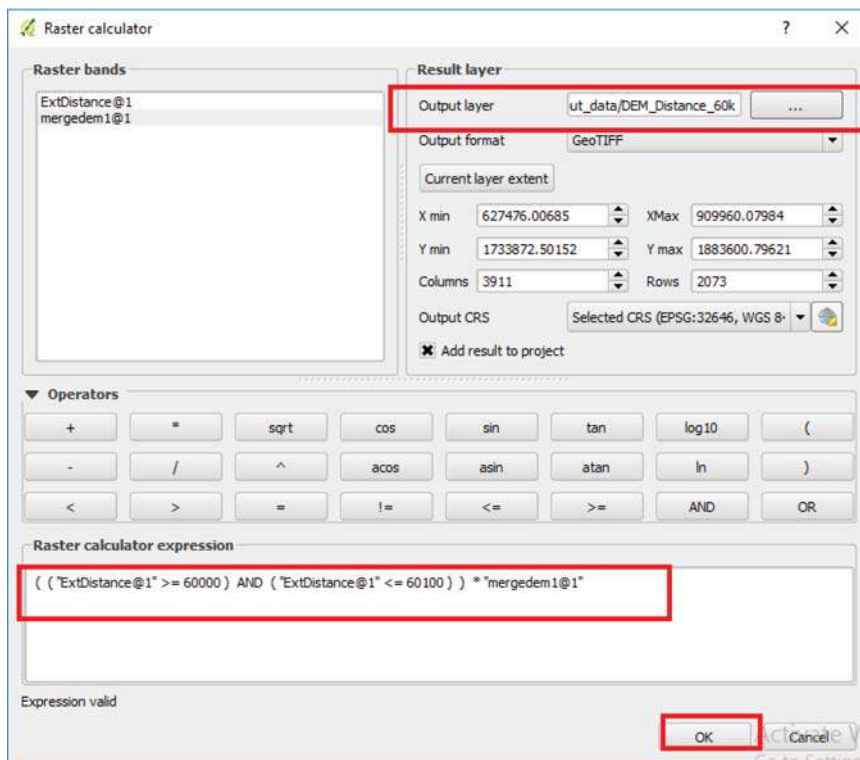 Raster calculator ? X
Raster bands
ExtDistance@1
mergedem1@1
Result layer
Output layer ut_data/DEM_Distance_60k ...
Output format GeoTIFF
Current layer extent
X min 627476.00685 XMax 909960.07984
Y min 1733872.50152 Y max 1883600.79621
Columns 3911 Rows 2073
Output CRS Selected CRS (EPSG:32646, WGS 8
Add result to project
Operators
+ * sqrt cos sin tan log10 (
- / ^ acos asin atan ln )
< > = != <= >= AND OR
Raster calculator expression
( ( "ExtDistance@1" >= 60000 ) AND ( "ExtDistance@1" <= 60100 ) ) * "mergedem1@1"
Expression valid
OK Cancel
Activate W